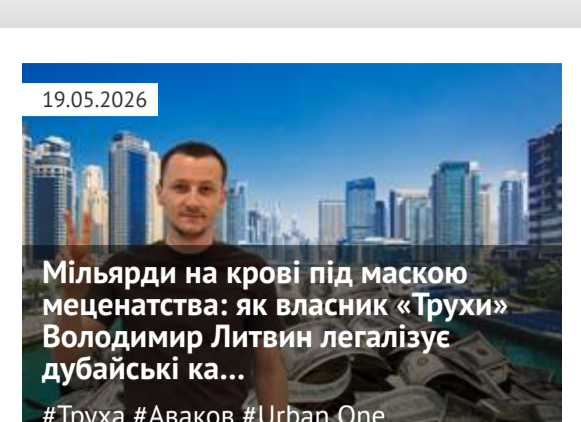 19.05.2026
Мільярди на крові під маскою
меценатства: як власник «Трухи»
Володимир Литвин легалізує
дубайські ка...
#Труха #Аваков #Urban One